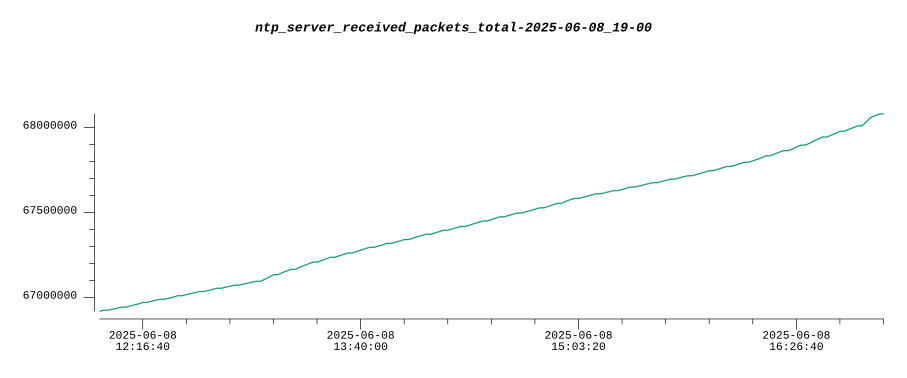 ntp_server_received_packets_total-2025-06-08_19-00
68000000
67500000
67000000
2025-06-08 2025-06-08 2025-06-08 2025-06-08
12:16:40 13:40:00 15:03:20 16:26:40